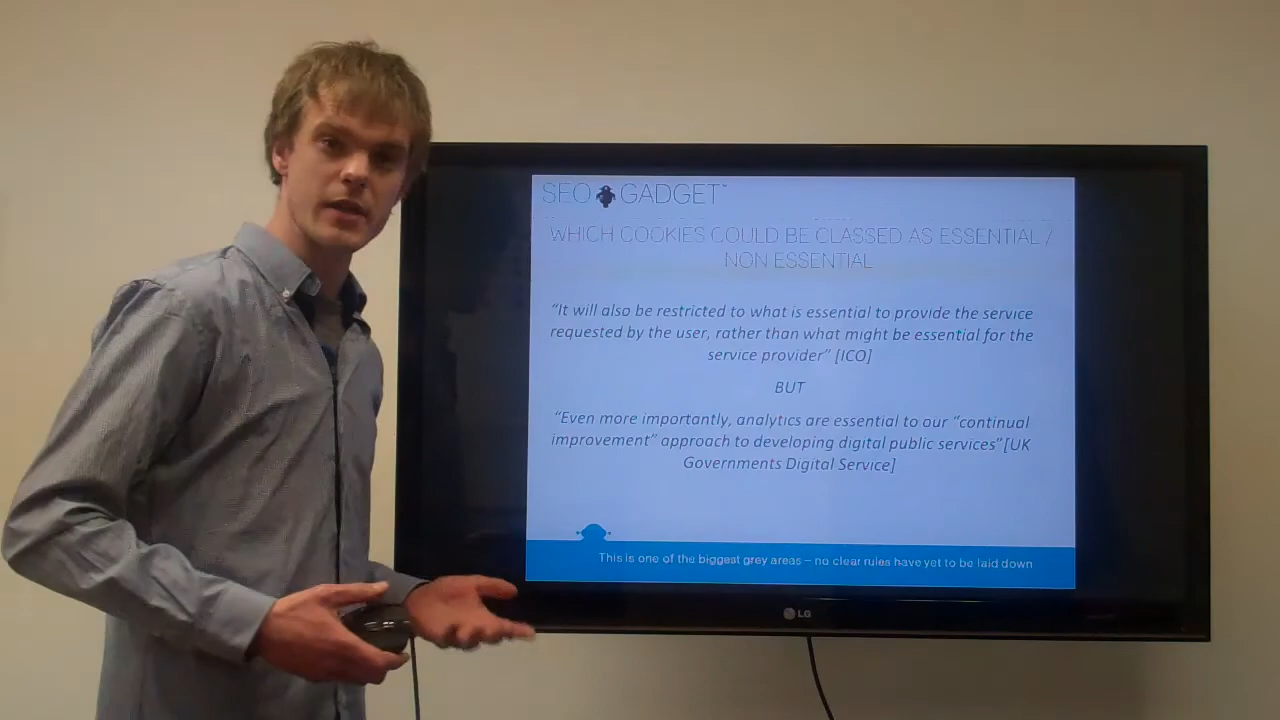 SEO GADGET™
WHICH COOKIES COULD BE CLASSED AS ESSENTIAL /
NON ESSENTIAL
“It will also be restricted to what is essential to provide the service
requested by the user, rather than what might be essential for the
service provider” [ICO]
BUT
“Even more importantly, analytics are essential to our “continual
improvement” approach to developing digital public services”[UK
Governments Digital Service]
This is one of the biggest grey areas – no clear rules have yet to be laid down
LG